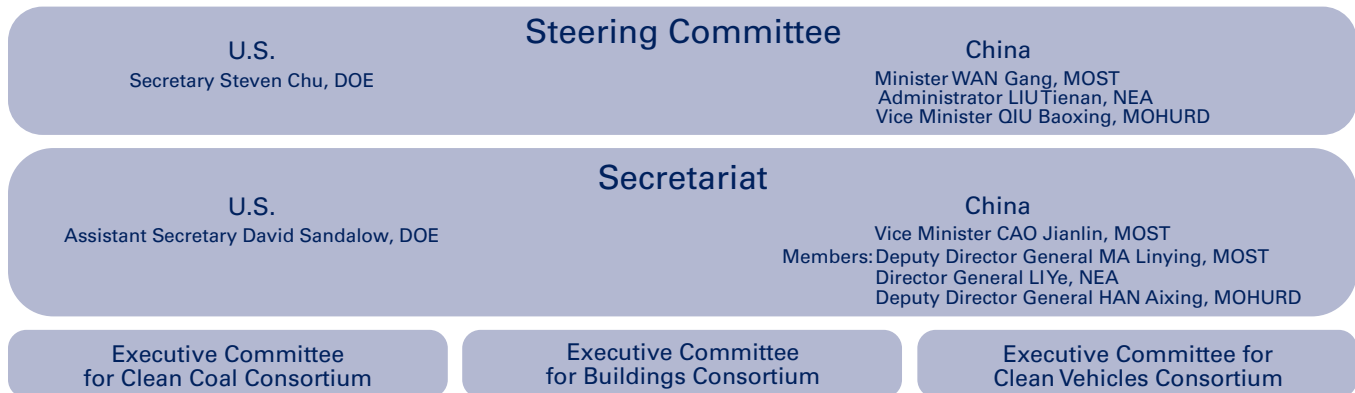 Steering Committee
U.S.
Secretary Steven Chu, DOE
China
Minister WAN Gang, MOST
Administrator LIU Tienan, NEA
Vice Minister QIU Baoxing, MOHURD
Secretariat
U.S.
Assistant Secretary David Sandalow, DOE
China
Vice Minister CAO Jianlin, MOST
Members: Deputy Director General MA Linying, MOST
Director General LI Ye, NEA
Deputy Director General HAN Aixing, MOHURD
Executive Committee
for Clean Coal Consortium
Executive Committee
for Buildings Consortium
Executive Committee for
Clean Vehicles Consortium